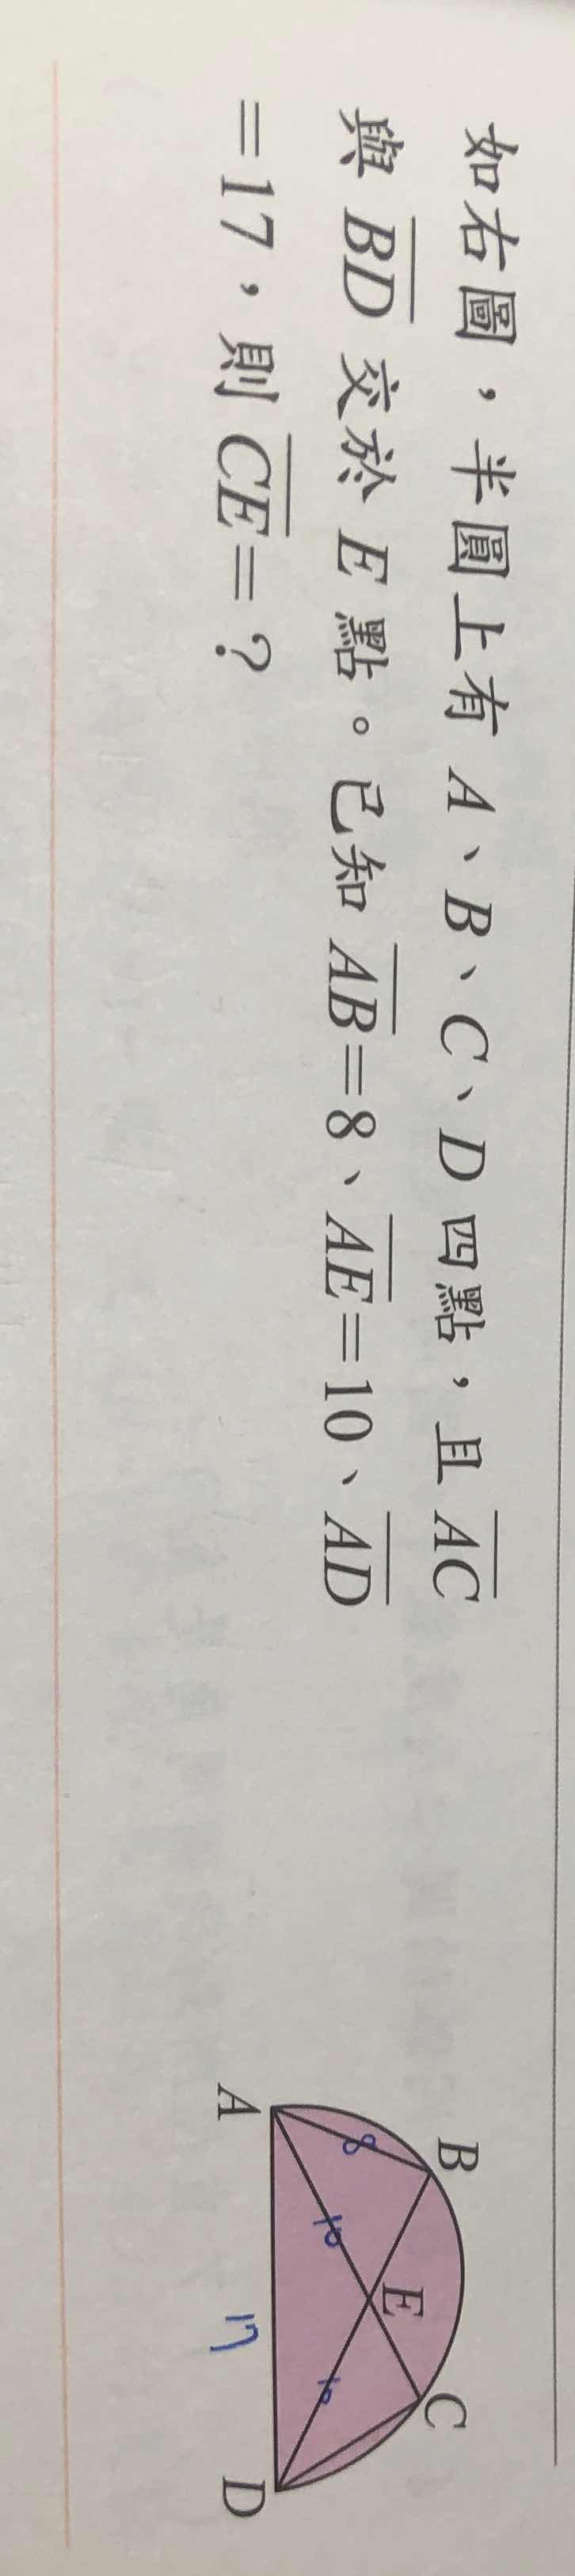 如右圖，半圓上有 A、B、C、D 四點，且 AC
與 BD 交於 E 點。已知 AB=8、AE=10、AD
=17，則 CE=？
B
C
E
8
10
10
A
D
17